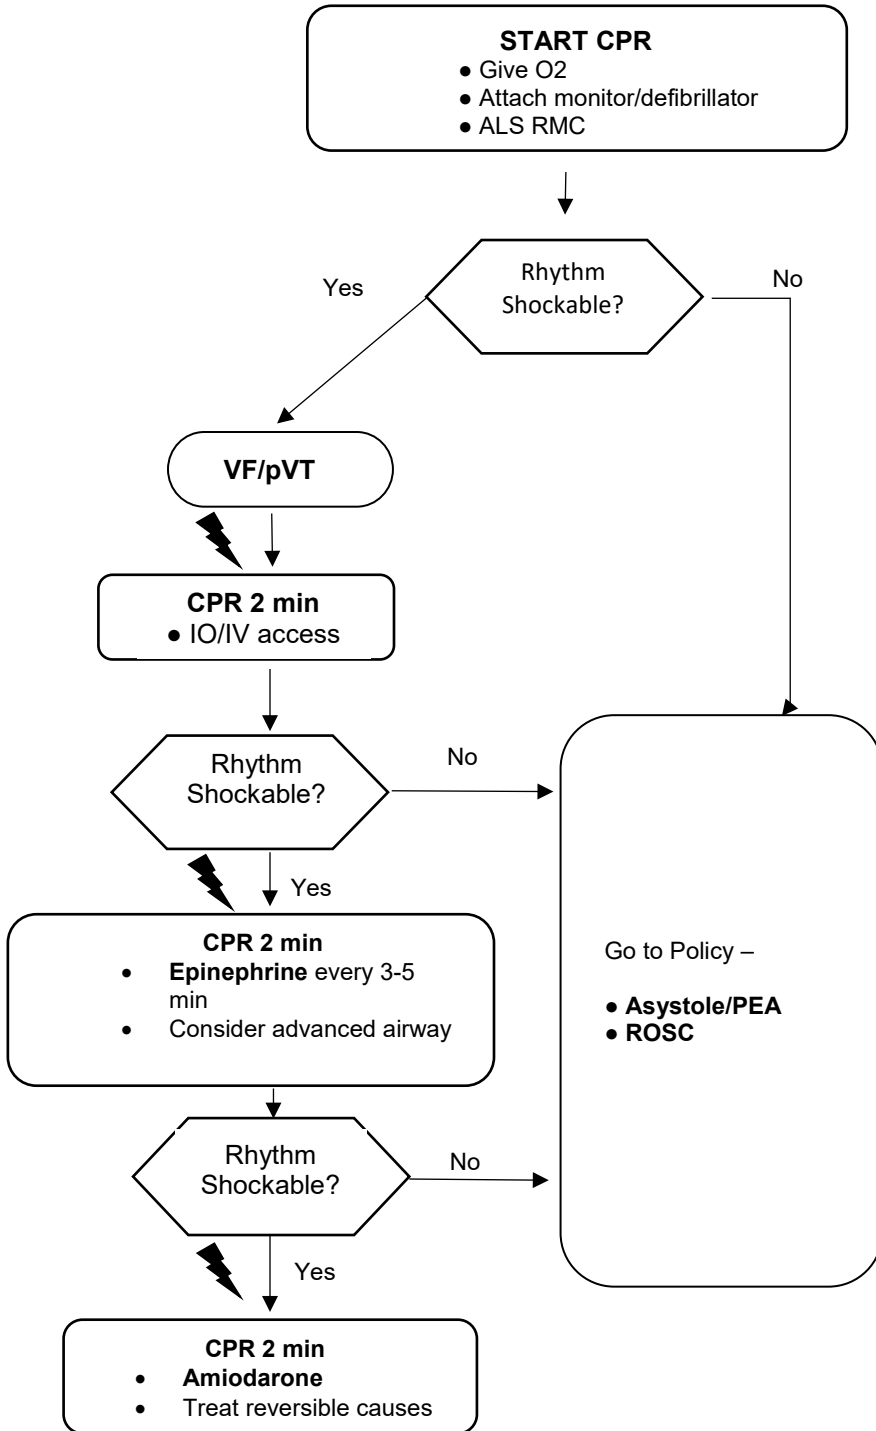 START CPR
● Give O2
● Attach monitor/defibrillator
● ALS RMC
Rhythm
Shockable?
Yes
No
VF/pVT
CPR 2 min
● IO/IV access
Rhythm
Shockable?
No
Yes
CPR 2 min
● Epinephrine every 3-5
min
● Consider advanced airway
Go to Policy –
● Asystole/PEA
● ROSC
Rhythm
Shockable?
No
Yes
CPR 2 min
● Amiodarone
● Treat reversible causes